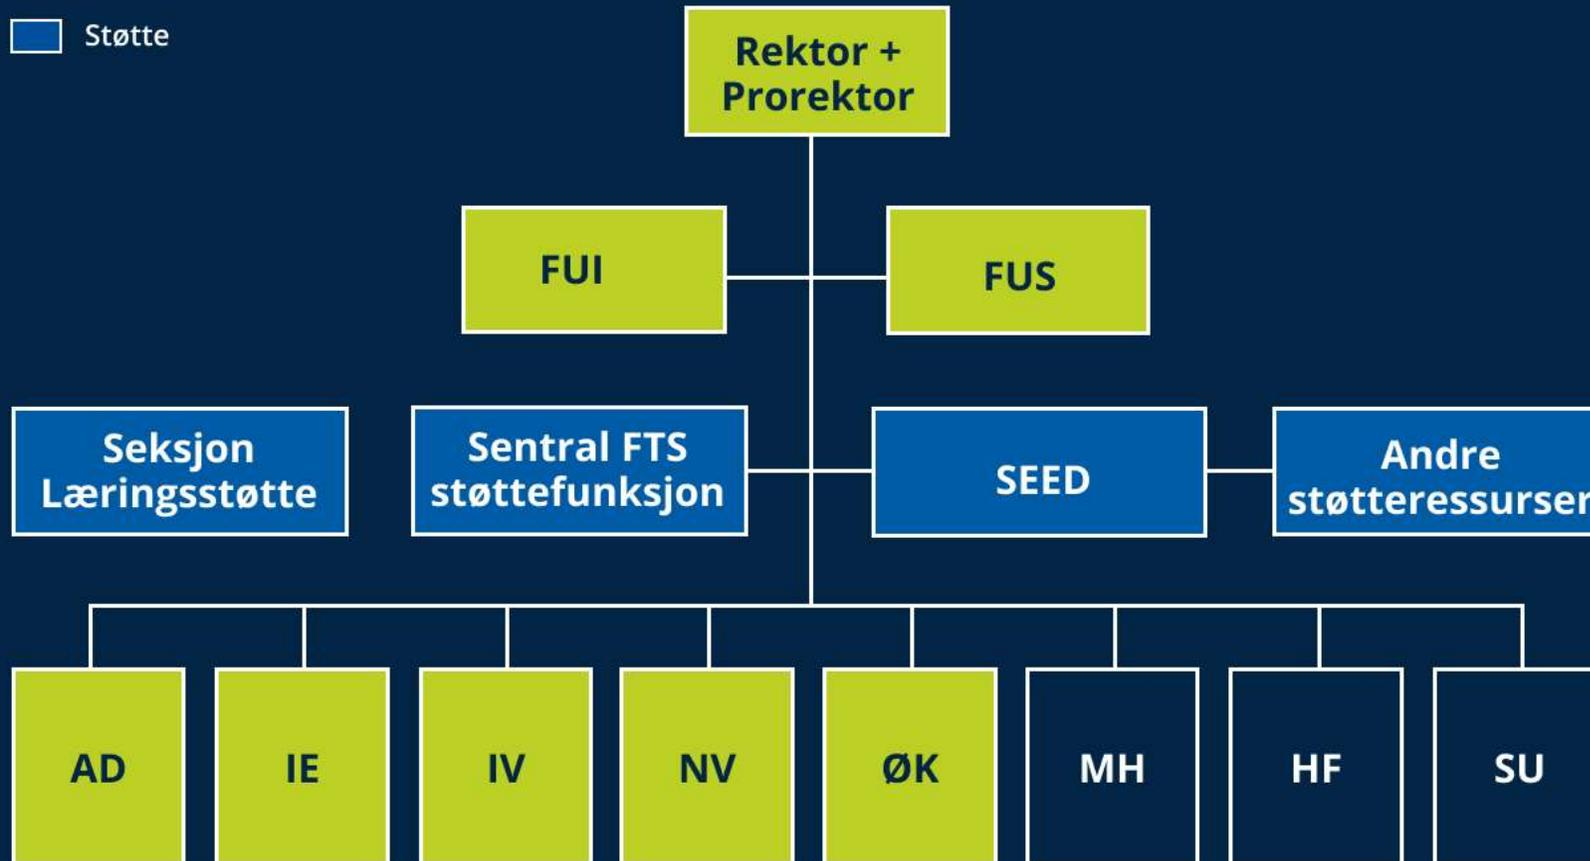 Støtte
Rektor +
Prorektor
FUI
FUS
Seksjon
Læringsstøtte
Sentral FTS
støttefunksjon
SEED
Andre
støtteressurser
AD
IE
IV
NV
ØK
MH
HF
SU